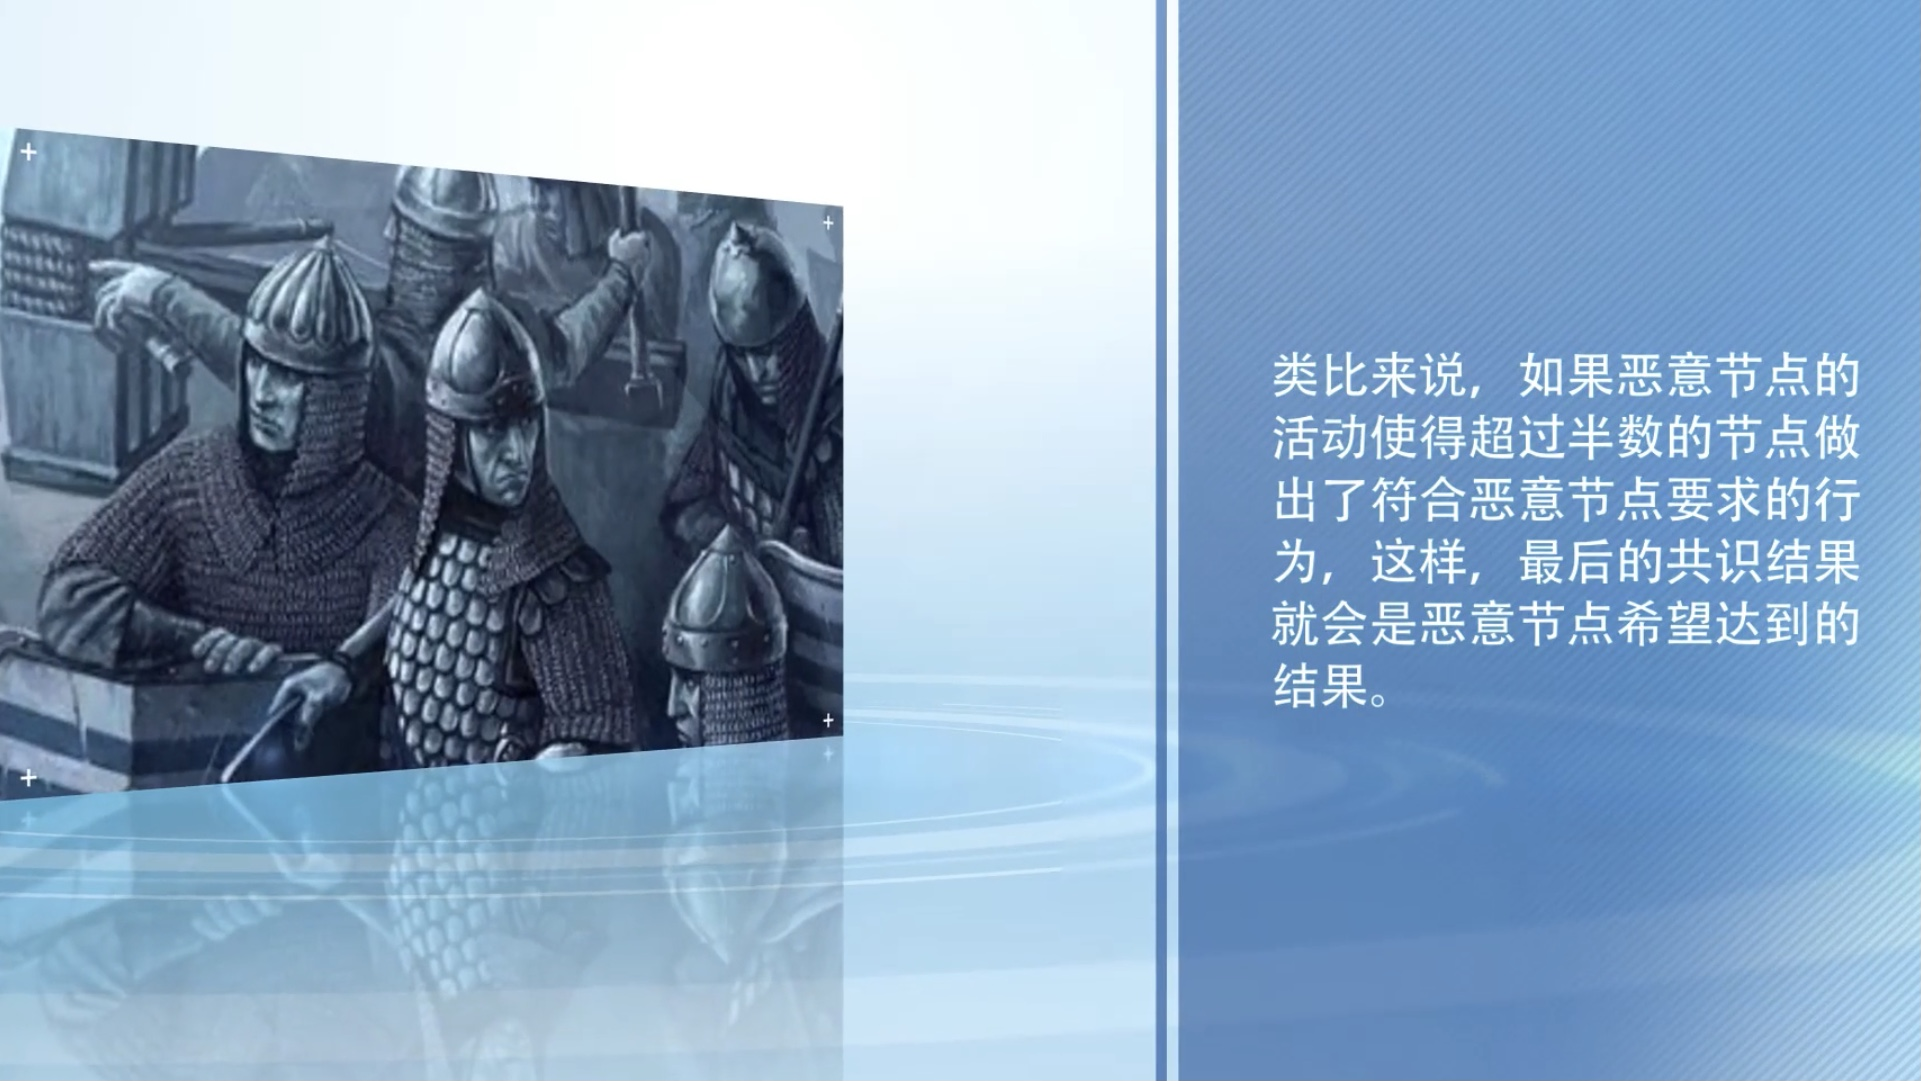 类比来说，如果恶意节点的
活动使得超过半数的节点做
出了符合恶意节点要求的行
为，这样，最后的共识结果
就会是恶意节点希望达到的
结果。